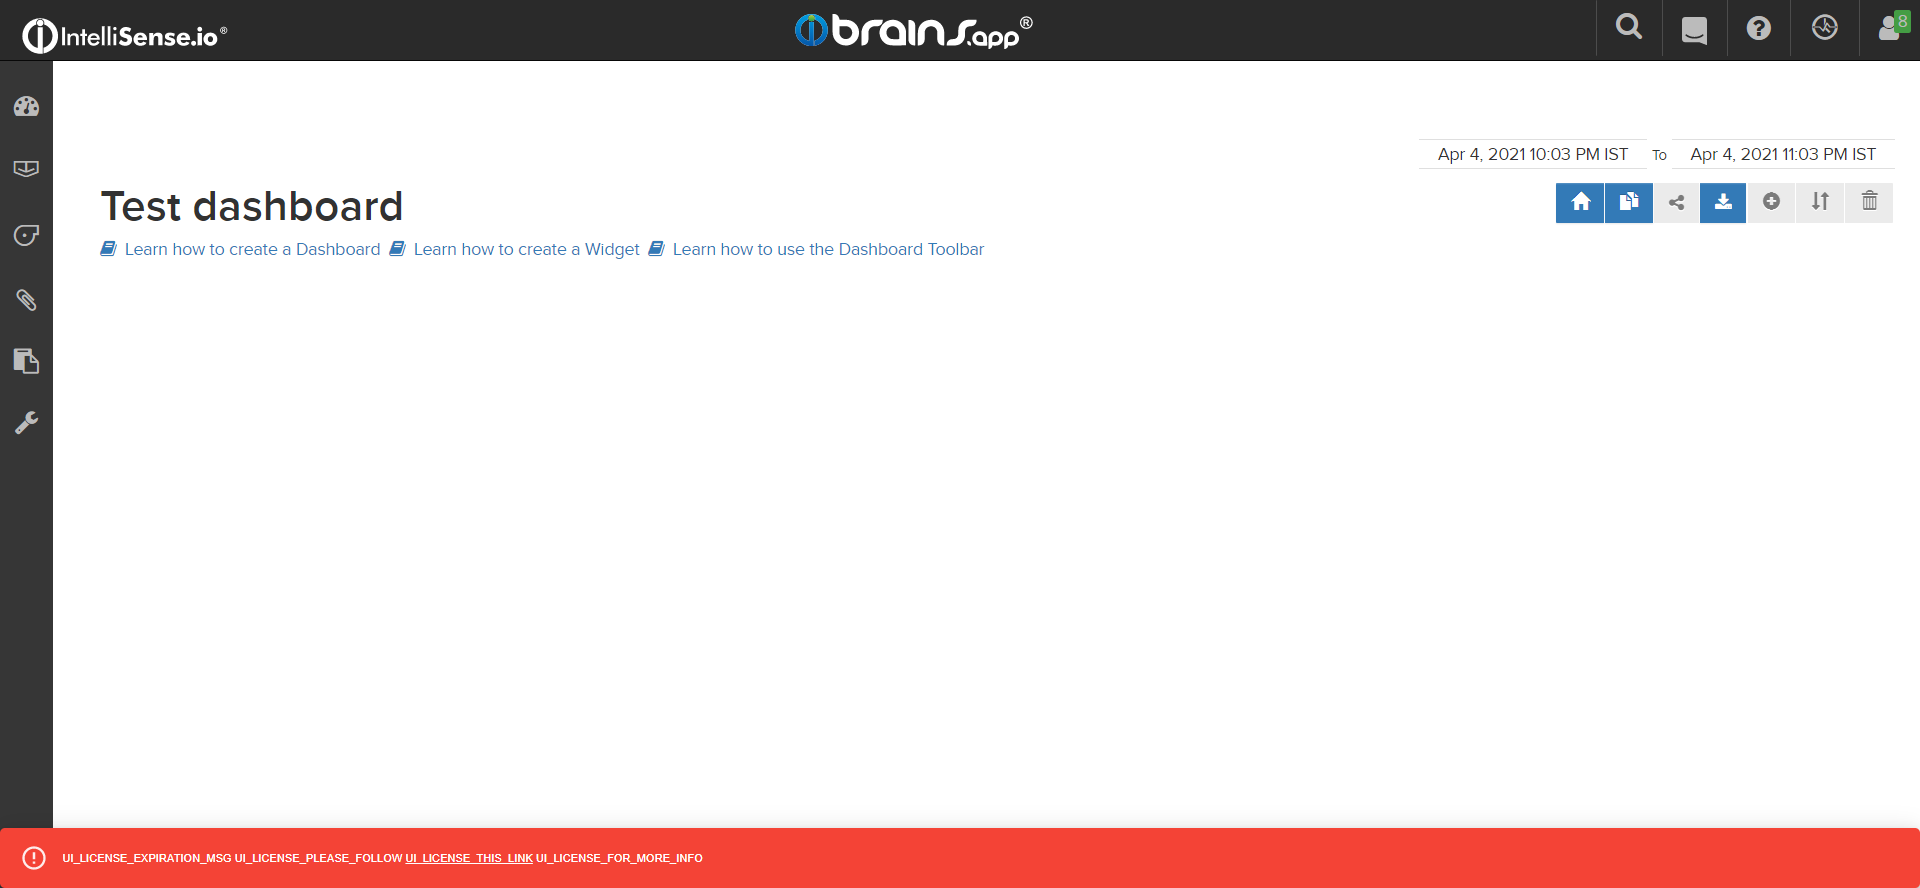 IntelliSense.io®
brains.app®
8
Apr 4, 2021 10:03 PM IST To Apr 4, 2021 11:03 PM IST
Test dashboard
Learn how to create a Dashboard Learn how to create a Widget Learn how to use the Dashboard Toolbar
UI_LICENSE_EXPIRATION_MSG UI_LICENSE_PLEASE_FOLLOW UI_LICENSE_THIS_LINK UI_LICENSE_FOR_MORE_INFO